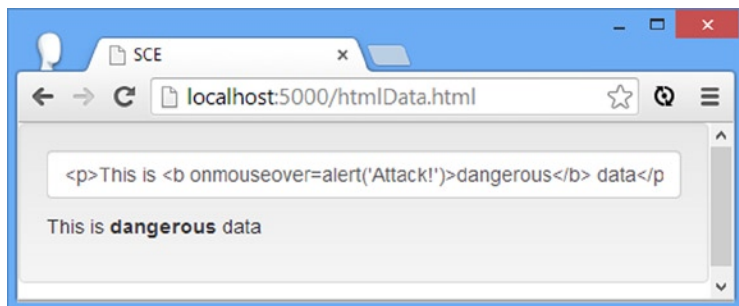 SCE
localhost:5000/htmlData.html
<p>This is <b onmouseover=alert('Attack!')>dangerous</b> data</p
This is dangerous data